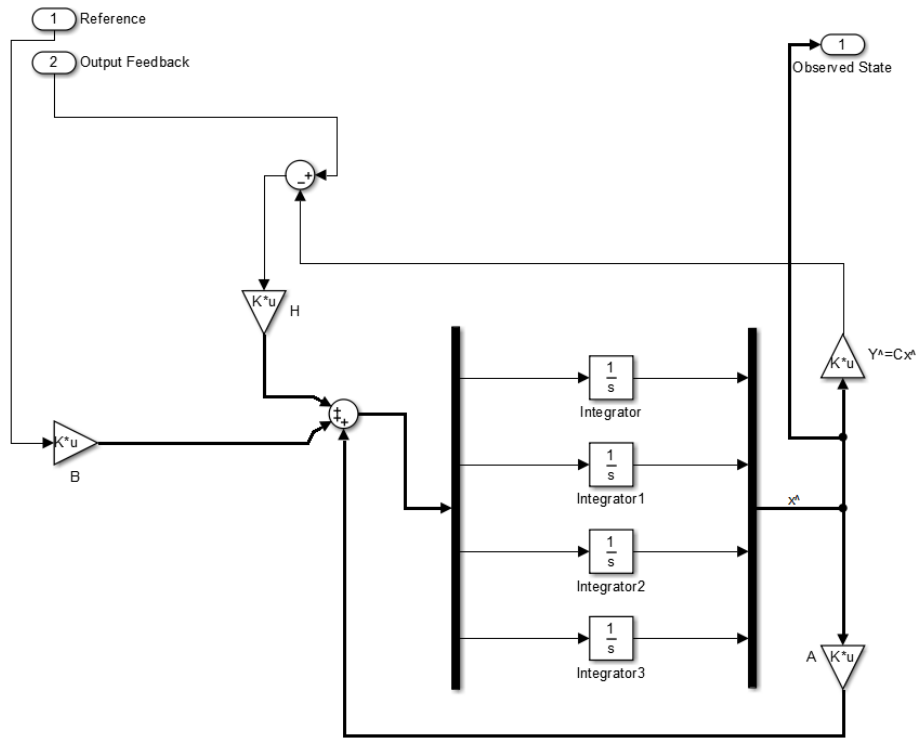 1 Reference
2 Output Feedback
1
Observed State
− +
K*u
H
K*u
Y^=Cx^
1
s
Integrator
+
+
+
K*u
B
1
s
Integrator1
x^
1
s
Integrator2
1
s
Integrator3
A
K*u